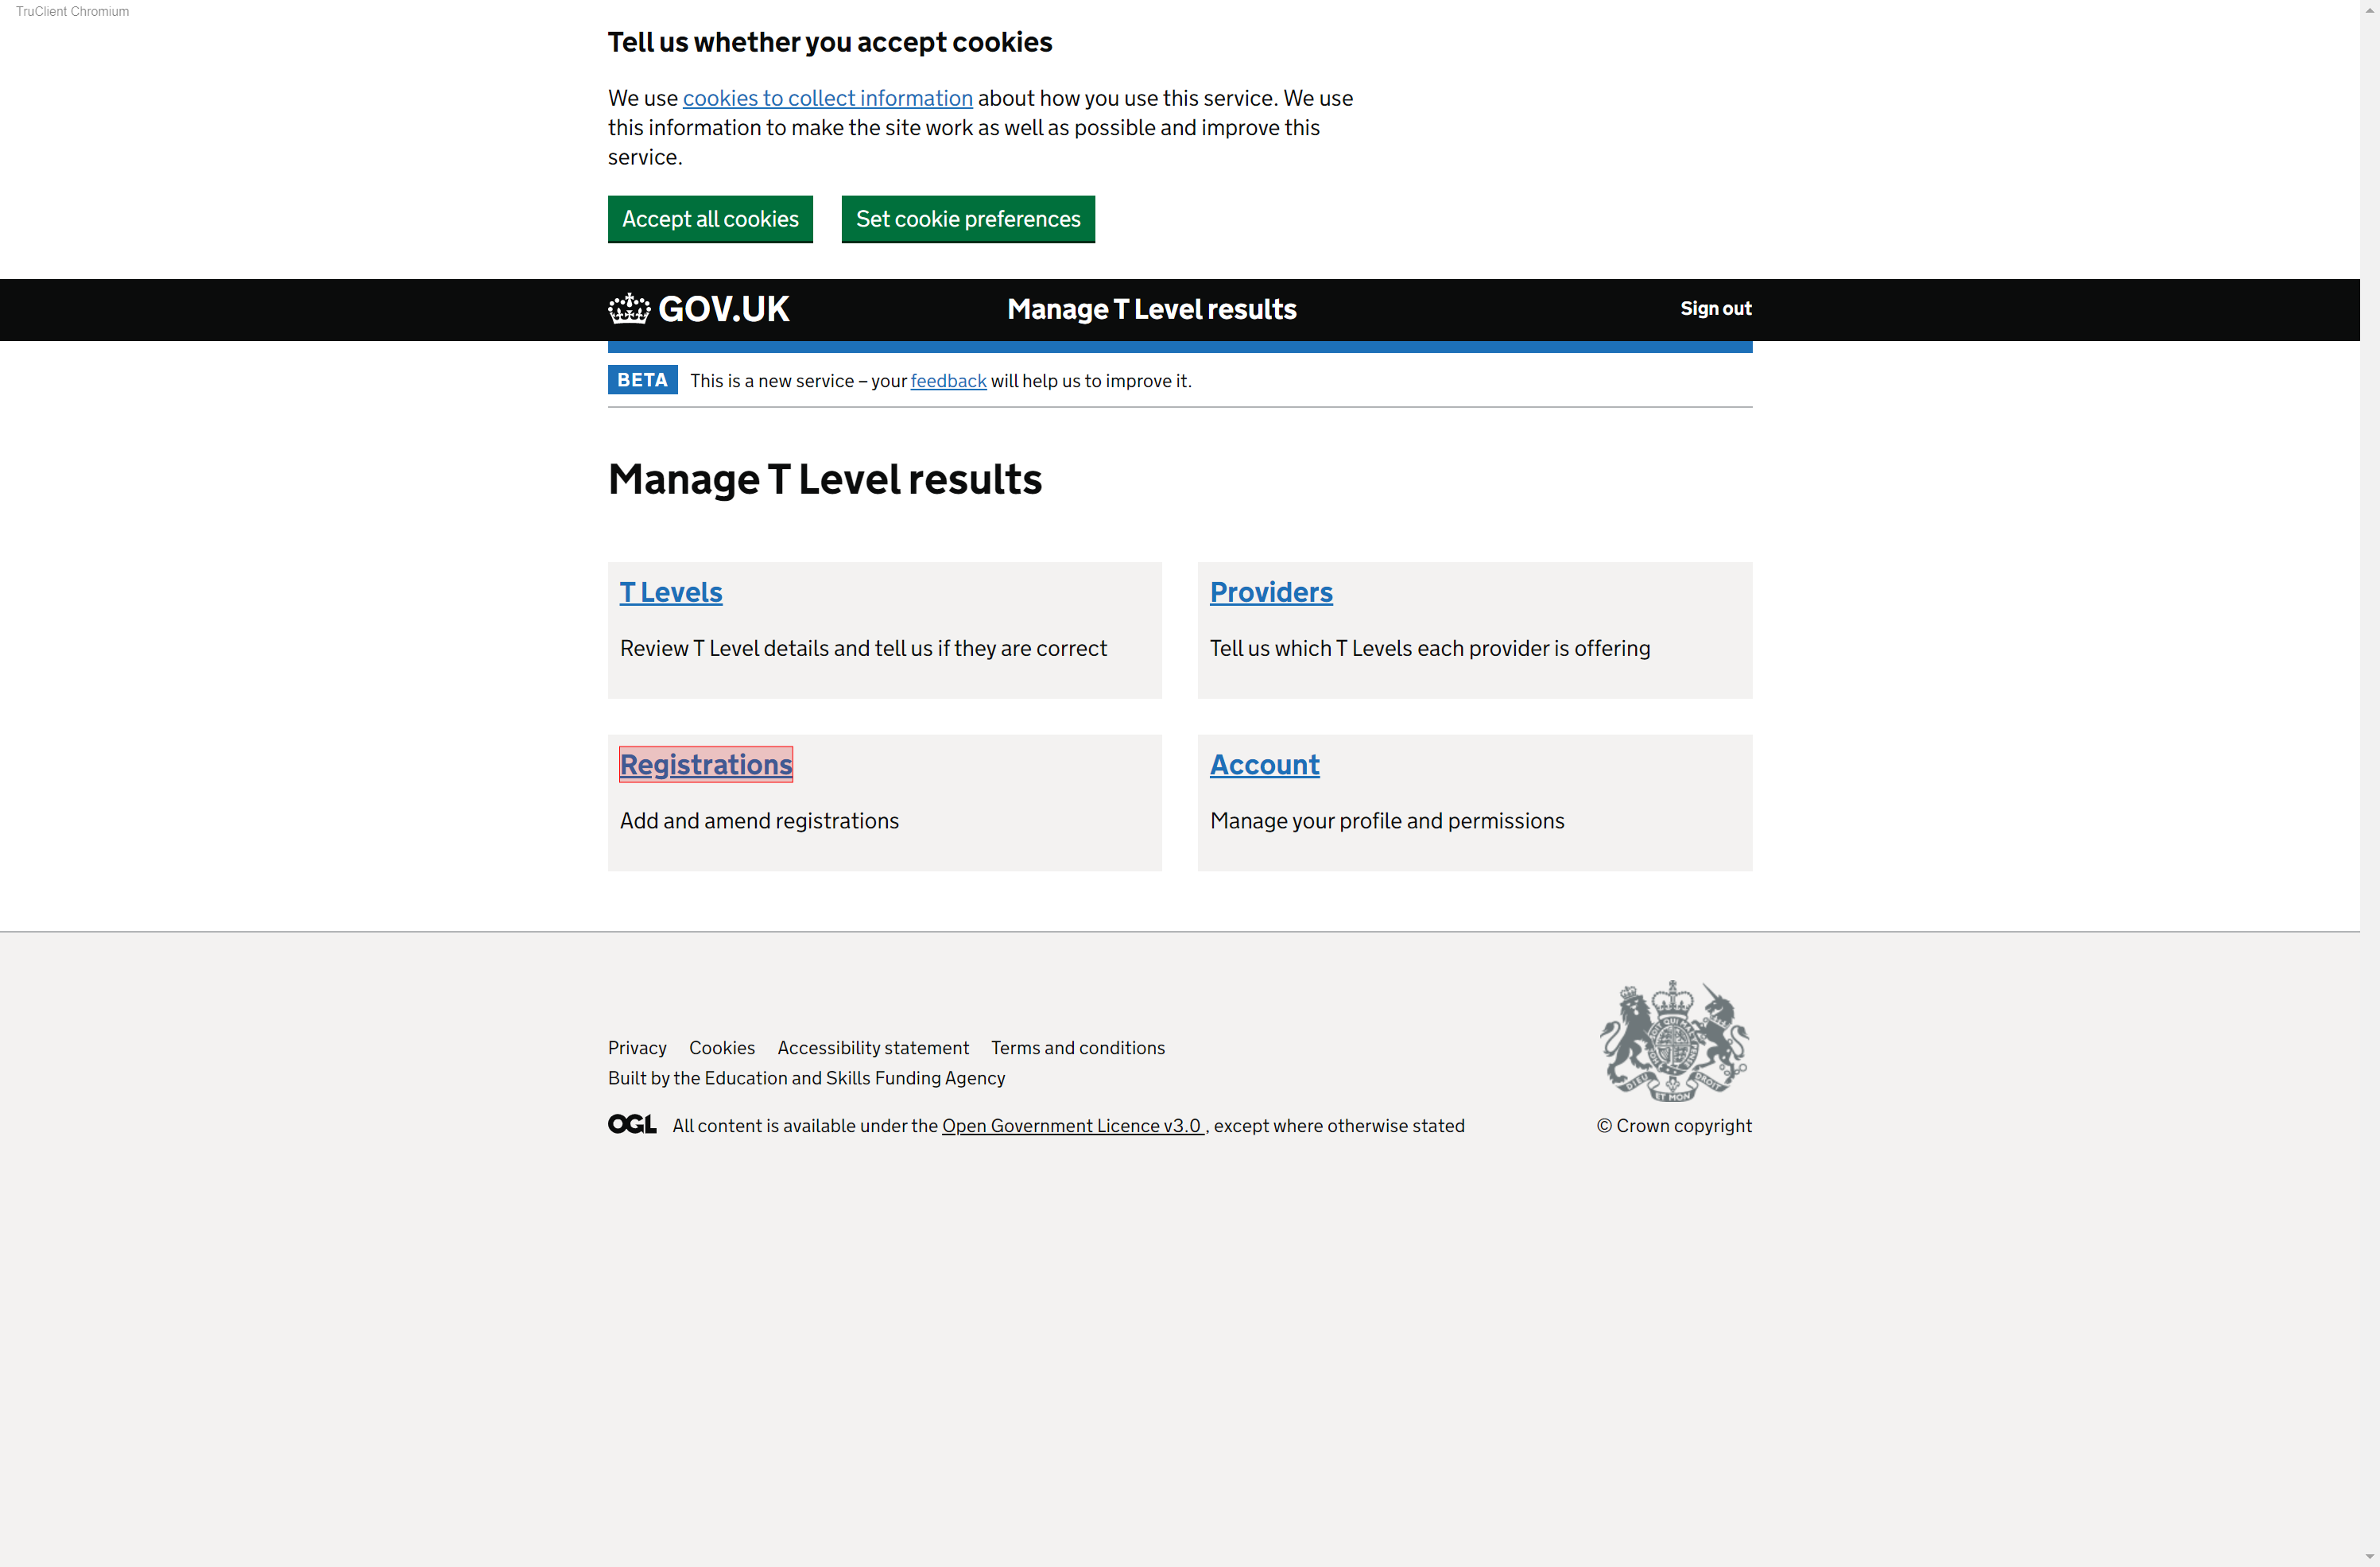 TruClient Chromium
Tell us whether you accept cookies
We use cookies to collect information about how you use this service. We use
this information to make the site work as well as possible and improve this
service.
Accept all cookies
Set cookie preferences
GOV.UK
Manage T Level results
Sign out
BETA
This is a new service – your feedback will help us to improve it.
Manage T Level results
T Levels
Review T Level details and tell us if they are correct
Providers
Tell us which T Levels each provider is offering
Registrations
Add and amend registrations
Account
Manage your profile and permissions
Privacy Cookies Accessibility statement Terms and conditions
Built by the Education and Skills Funding Agency
OGL
All content is available under the Open Government Licence v3.0 , except where otherwise stated
DIEU ET MON DROIT
© Crown copyright